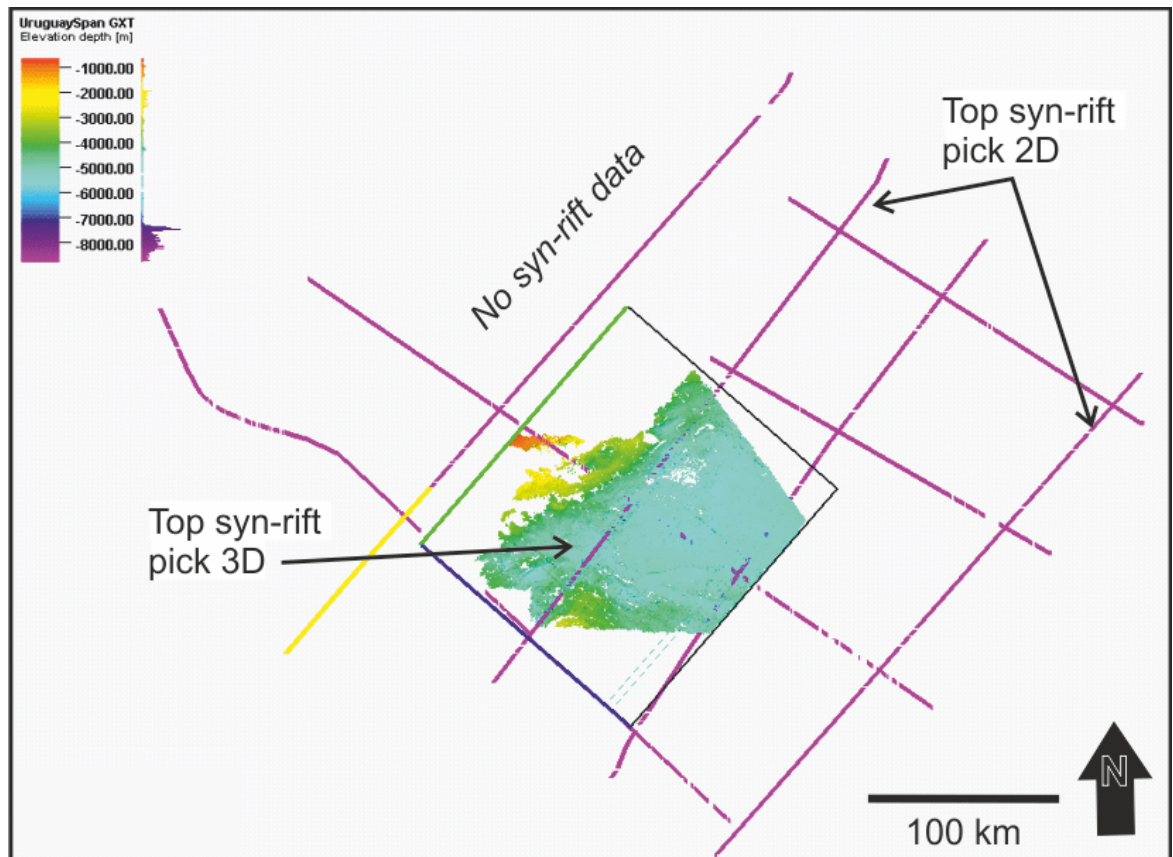 UruguaySpan GXT
Elevation depth [m]
-1000.00
-2000.00
-3000.00
-4000.00
-5000.00
-6000.00
-7000.00
-8000.00
Top syn-rift
pick 2D
No syn-rift data
Top syn-rift
pick 3D
N
100 km